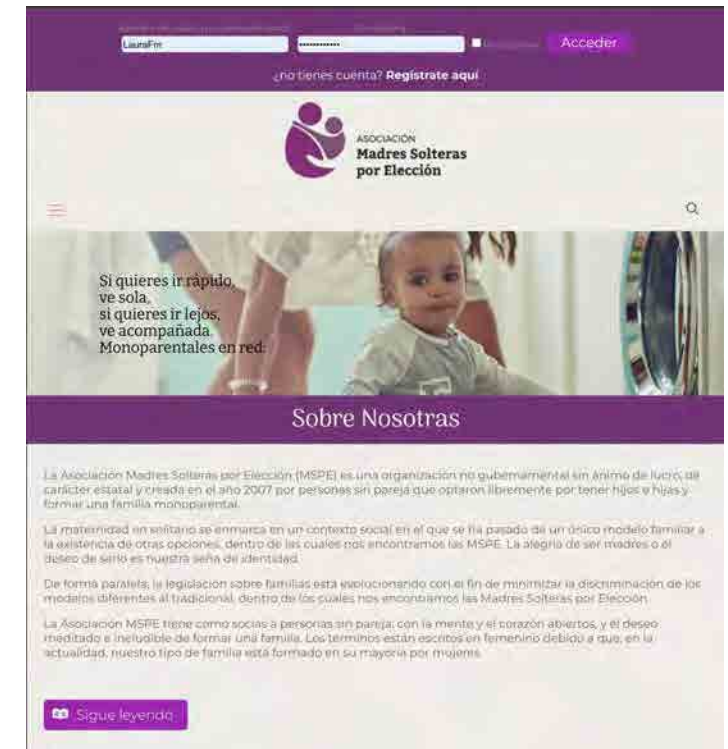 LauraFm
Acceder
¿no tienes cuenta? Regístrate aquí
ASOCIACIÓN
Madres Solteras
por Elección
Si quieres ir rápido,
ve sola,
si quieres ir lejos,
ve acompañada.
Monoparentales en red:
Sobre Nosotras
La Asociación Madres Solteras por Elección (MSPE) es una organización no gubernamental sin ánimo de lucro, de
carácter estatal y creada en el año 2007 por personas sin pareja que optaron libremente por tener hijos e hijas y
formar una familia monoparental.
La maternidad en solitario se enmarca en un contexto social en el que se ha pasado de un único modelo familiar a
la existencia de otras opciones, dentro de las cuales nos encontramos las MSPE. La alegría de ser madres o el
deseo de serlo es nuestra seña de identidad.
De forma paralela, la legislación sobre familias está evolucionando con el fin de minimizar la discriminación de los
modelos diferentes al tradicional, dentro de los cuales nos encontramos las Madres Solteras por Elección.
La Asociación MSPE tiene como socias a personas sin pareja, con la mente y el corazón abiertos, y el deseo
meditado e ineludible de formar una familia. Los términos están escritos en femenino debido a que, en la
actualidad, nuestro tipo de familia está formado en su mayoría por mujeres.
Sigue leyendo